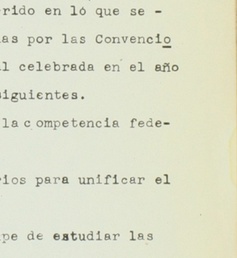 rido en lo que se -
as por las Convencio
l celebrada en el año
siguientes.
la c ompetencia fede-
ios para unificar el
pe de estudiar las